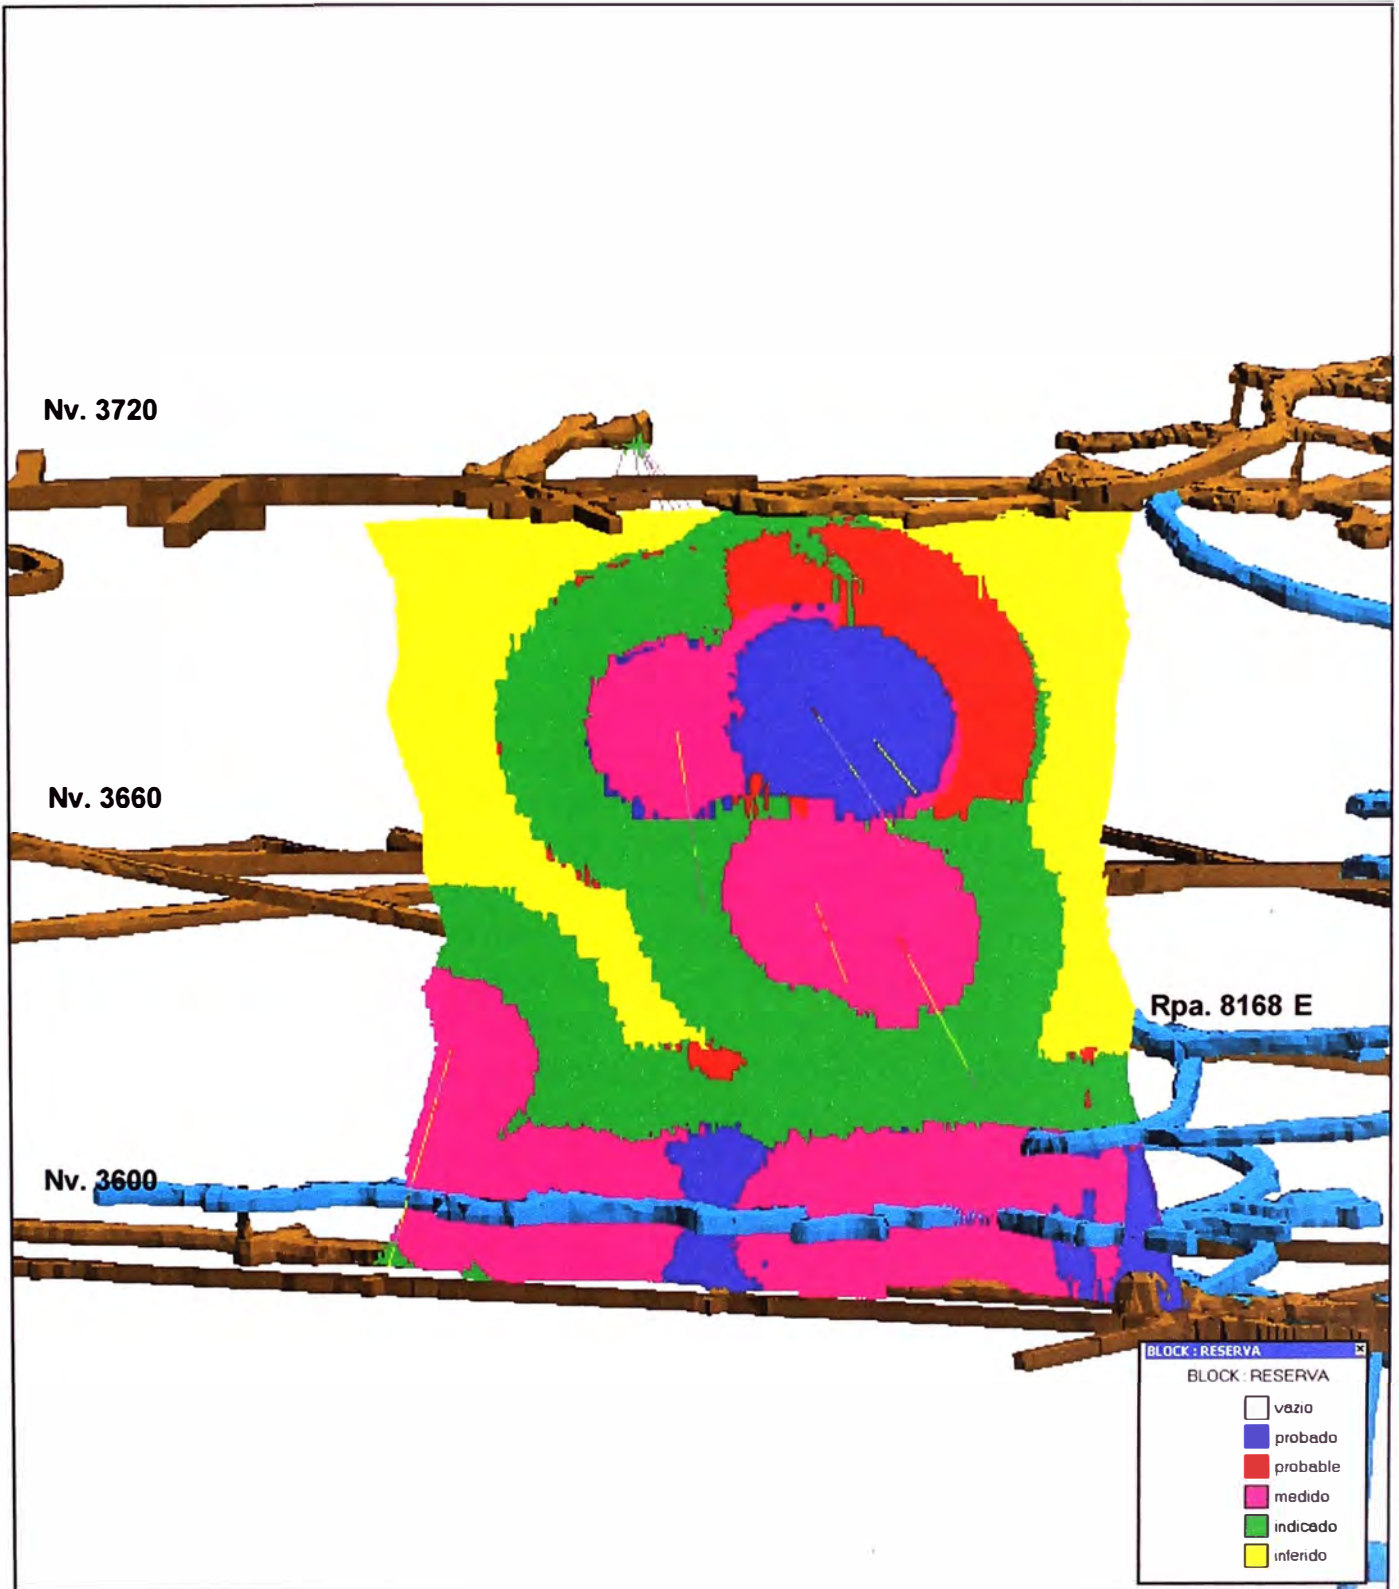 Nv. 3720
Nv. 3660
Rpa. 8168 E
Nv. 3600
BLOCK : RESERVA
BLOCK : RESERVA
vazio
probado
probable
medido
indicado
inferido